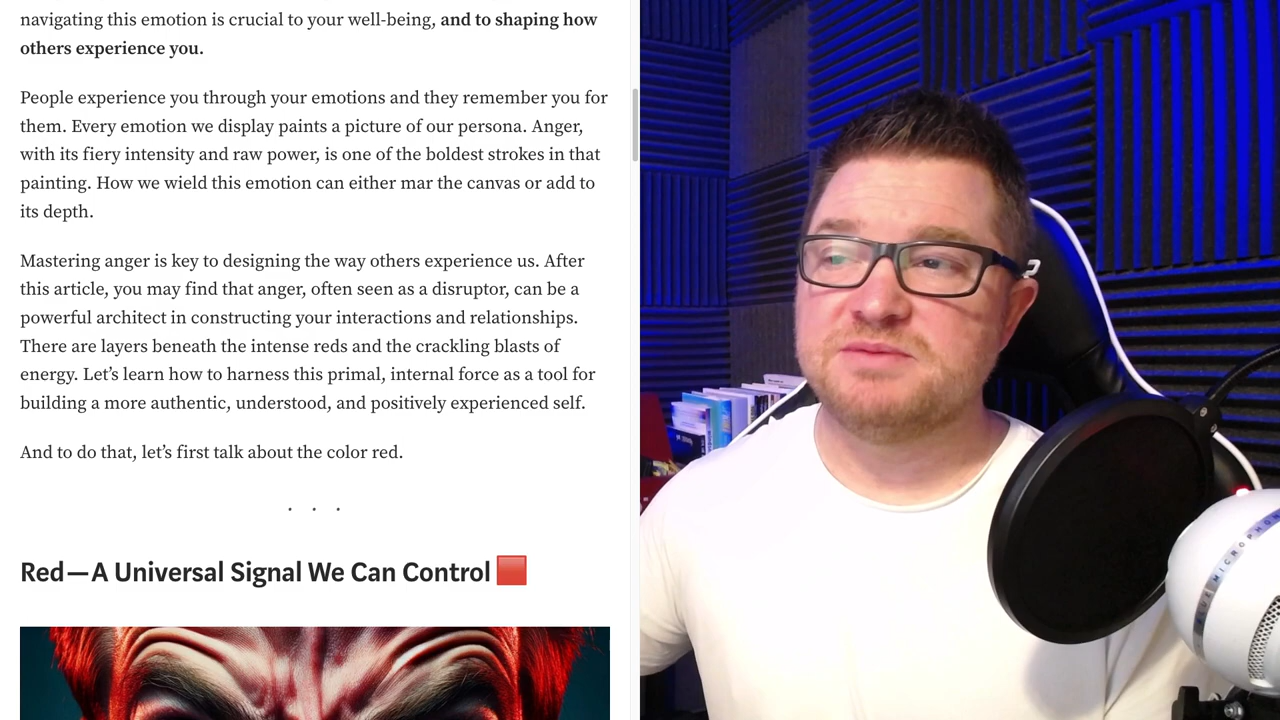 navigating this emotion is crucial to your well-being, and to shaping how
others experience you.
People experience you through your emotions and they remember you for
them. Every emotion we display paints a picture of our persona. Anger,
with its fiery intensity and raw power, is one of the boldest strokes in that
painting. How we wield this emotion can either mar the canvas or add to
its depth.
Mastering anger is key to designing the way others experience us. After
this article, you may find that anger, often seen as a disruptor, can be a
powerful architect in constructing your interactions and relationships.
There are layers beneath the intense reds and the crackling blasts of
energy. Let’s learn how to harness this primal, internal force as a tool for
building a more authentic, understood, and positively experienced self.
And to do that, let’s first talk about the color red.
. . .
Red—A Universal Signal We Can Control 🟥
BLUE MICROPHONE